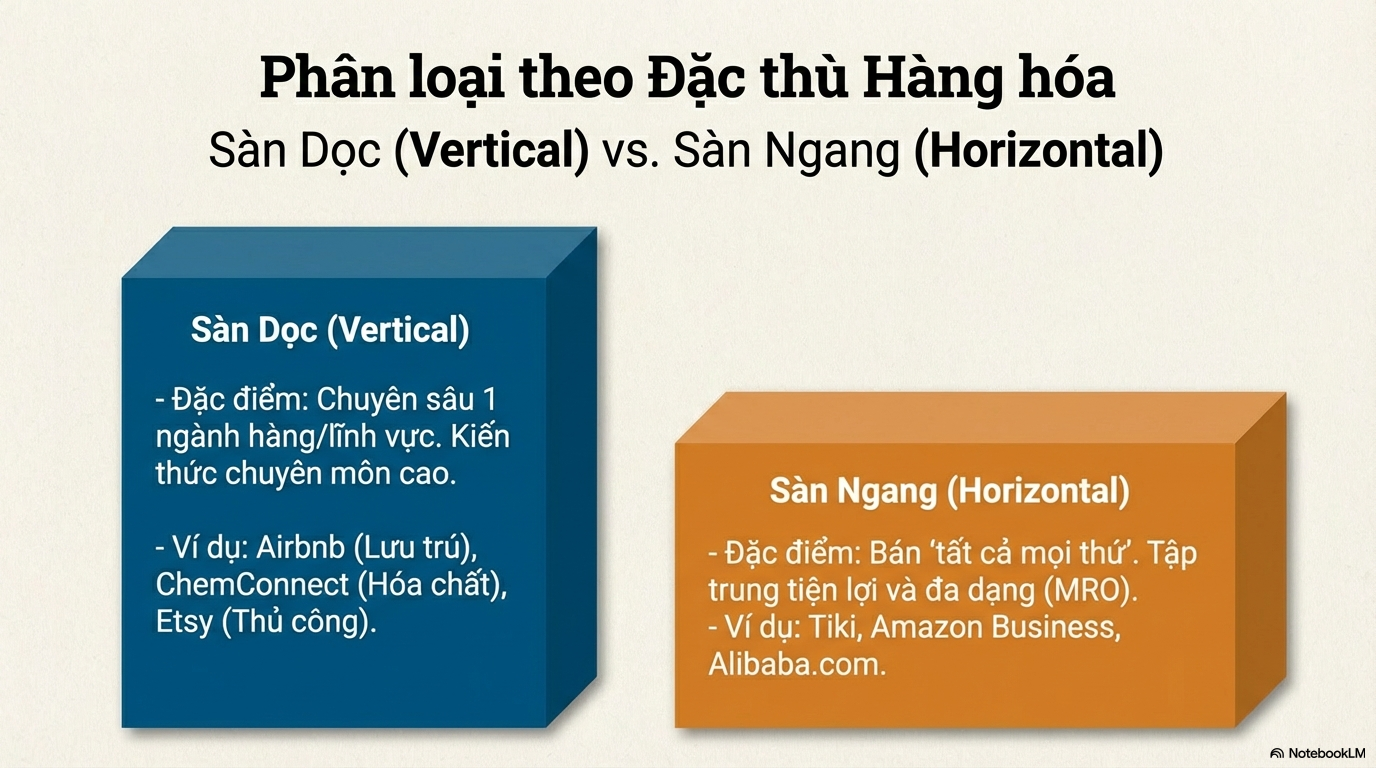 Phân loại theo Đặc thù Hàng hóa
Sàn Dọc (Vertical) vs. Sàn Ngang (Horizontal)
Sàn Dọc (Vertical)
- Đặc điểm: Chuyên sâu 1
ngành hàng/lĩnh vực. Kiến
thức chuyên môn cao.
- Ví dụ: Airbnb (Lưu trú),
ChemConnect (Hóa chất),
Etsy (Thủ công).
Sàn Ngang (Horizontal)
- Đặc điểm: Bán ‘tất cả mọi thứ’. Tập
trung tiện lợi và đa dạng (MRO).
- Ví dụ: Tiki, Amazon Business,
Alibaba.com.
NotebookLM